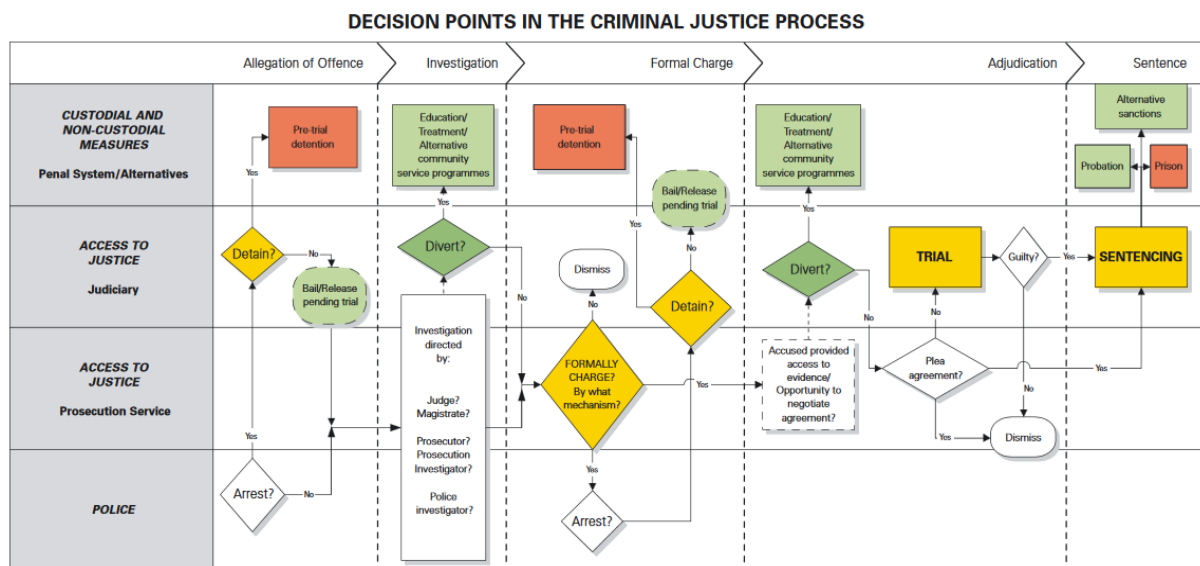 DECISION POINTS IN THE CRIMINAL JUSTICE PROCESS
Allegation of Offence
Investigation
Formal Charge
Adjudication
Sentence
CUSTODIAL AND
NON-CUSTODIAL
MEASURES
Penal System/Alternatives
Pre-trial
detention
Yes
Education/
Treatment/
Alternative
community
service programmes
Yes
Pre-trial
detention
Yes
Bail/Release
pending trial
Education/
Treatment/
Alternative
community
service programmes
Yes
Alternative
sanctions
Probation
Prison
ACCESS TO
JUSTICE
Judiciary
Detain?
No
Bail/Release
pending trial
Divert?
No
Dismiss
No
Detain?
No
Divert?
No
TRIAL
No
Guilty?
Yes
No
SENTENCING
ACCESS TO
JUSTICE
Prosecution Service
Yes
Investigation
directed
by:
Judge?
Magistrate?
Prosecutor?
Prosecution
Investigator?
Police
investigator?
FORMALLY
CHARGE?
By what
mechanism?
Yes
Accused provided
access to
evidence/
Opportunity to
negotiate
agreement?
Plea
agreement?
Yes
Yes
Dismiss
POLICE
Arrest?
No
Yes
Arrest?